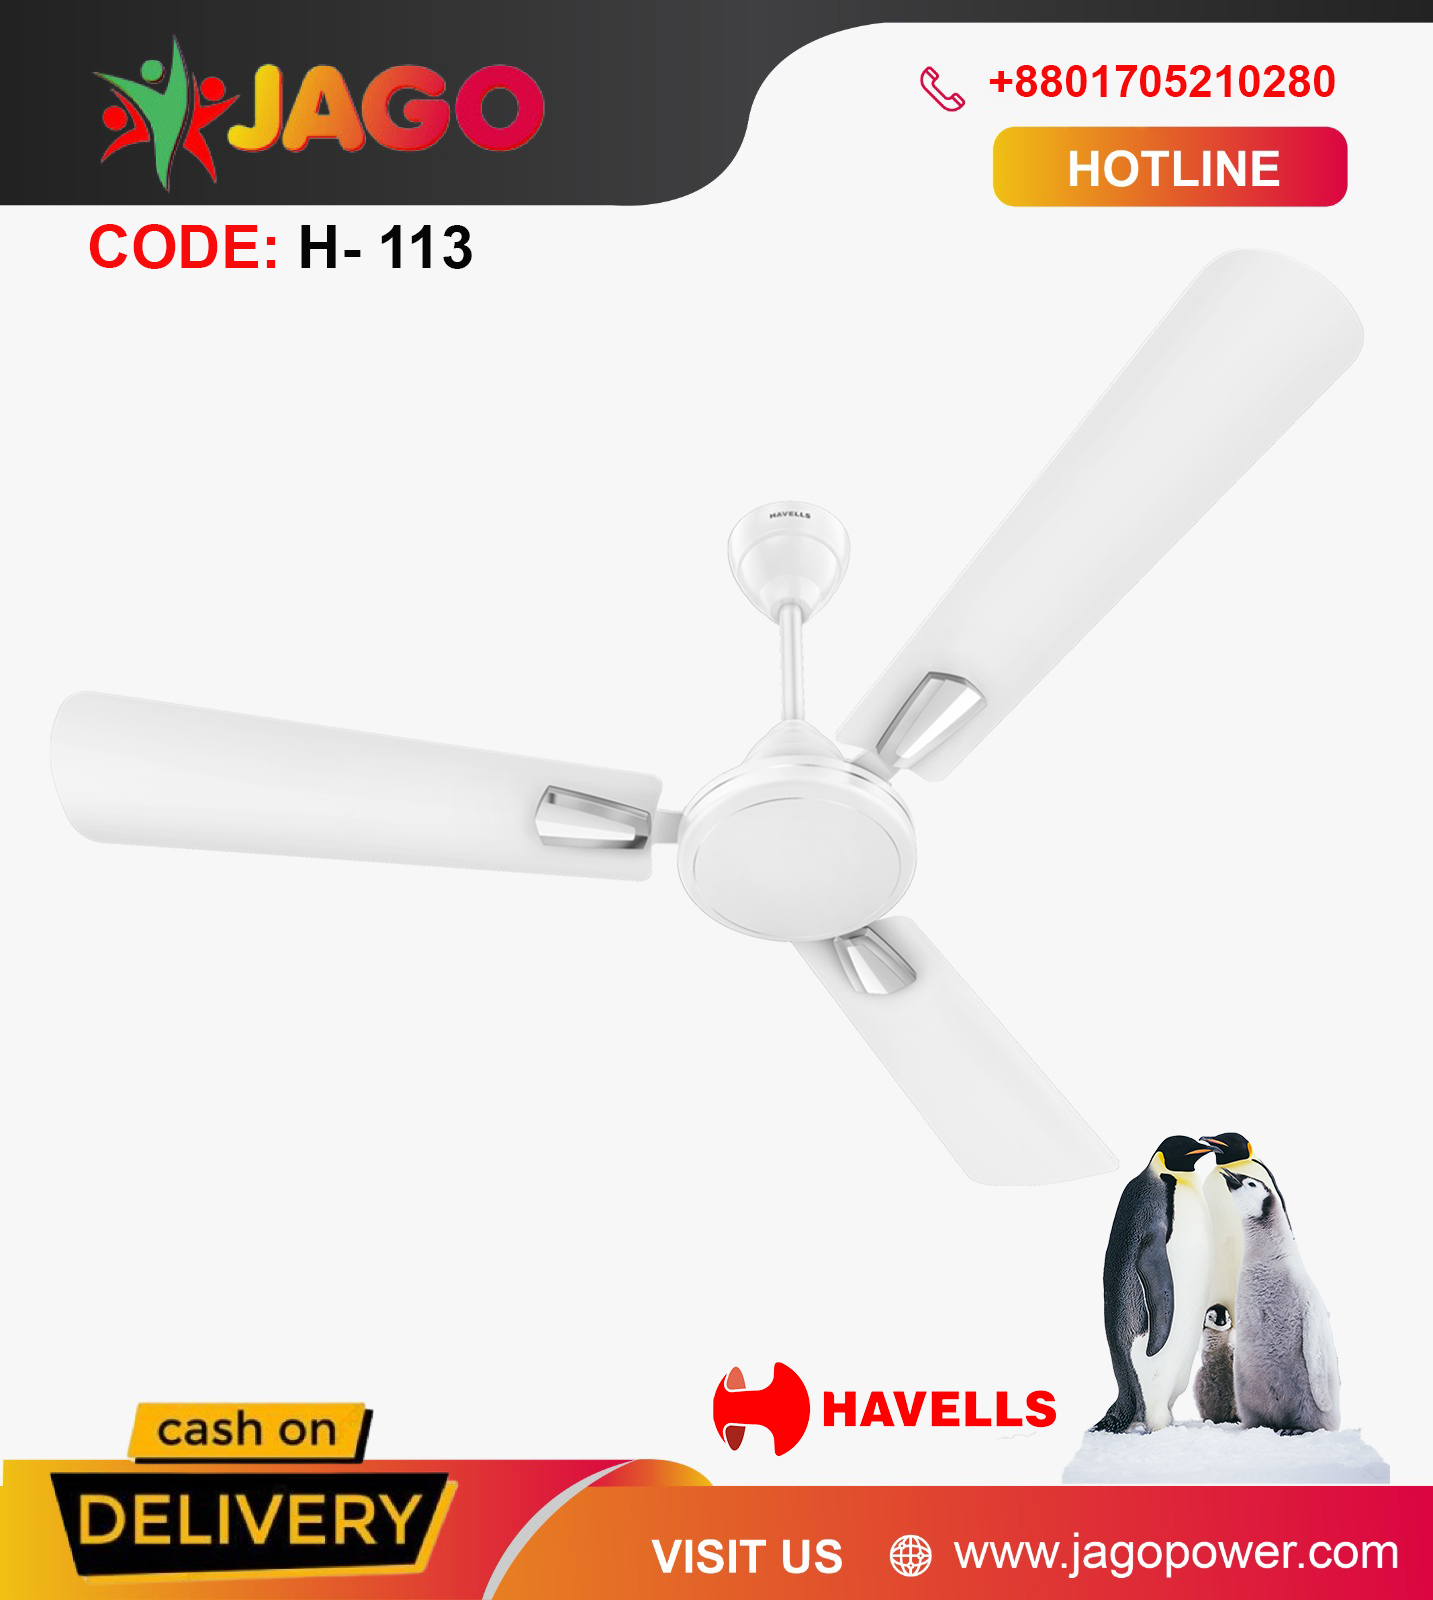 JAGO
+8801705210280
HOTLINE
CODE: H- 113
HAVELLS
HAVELLS
cash on
DELIVERY
VISIT US
www.jagopower.com